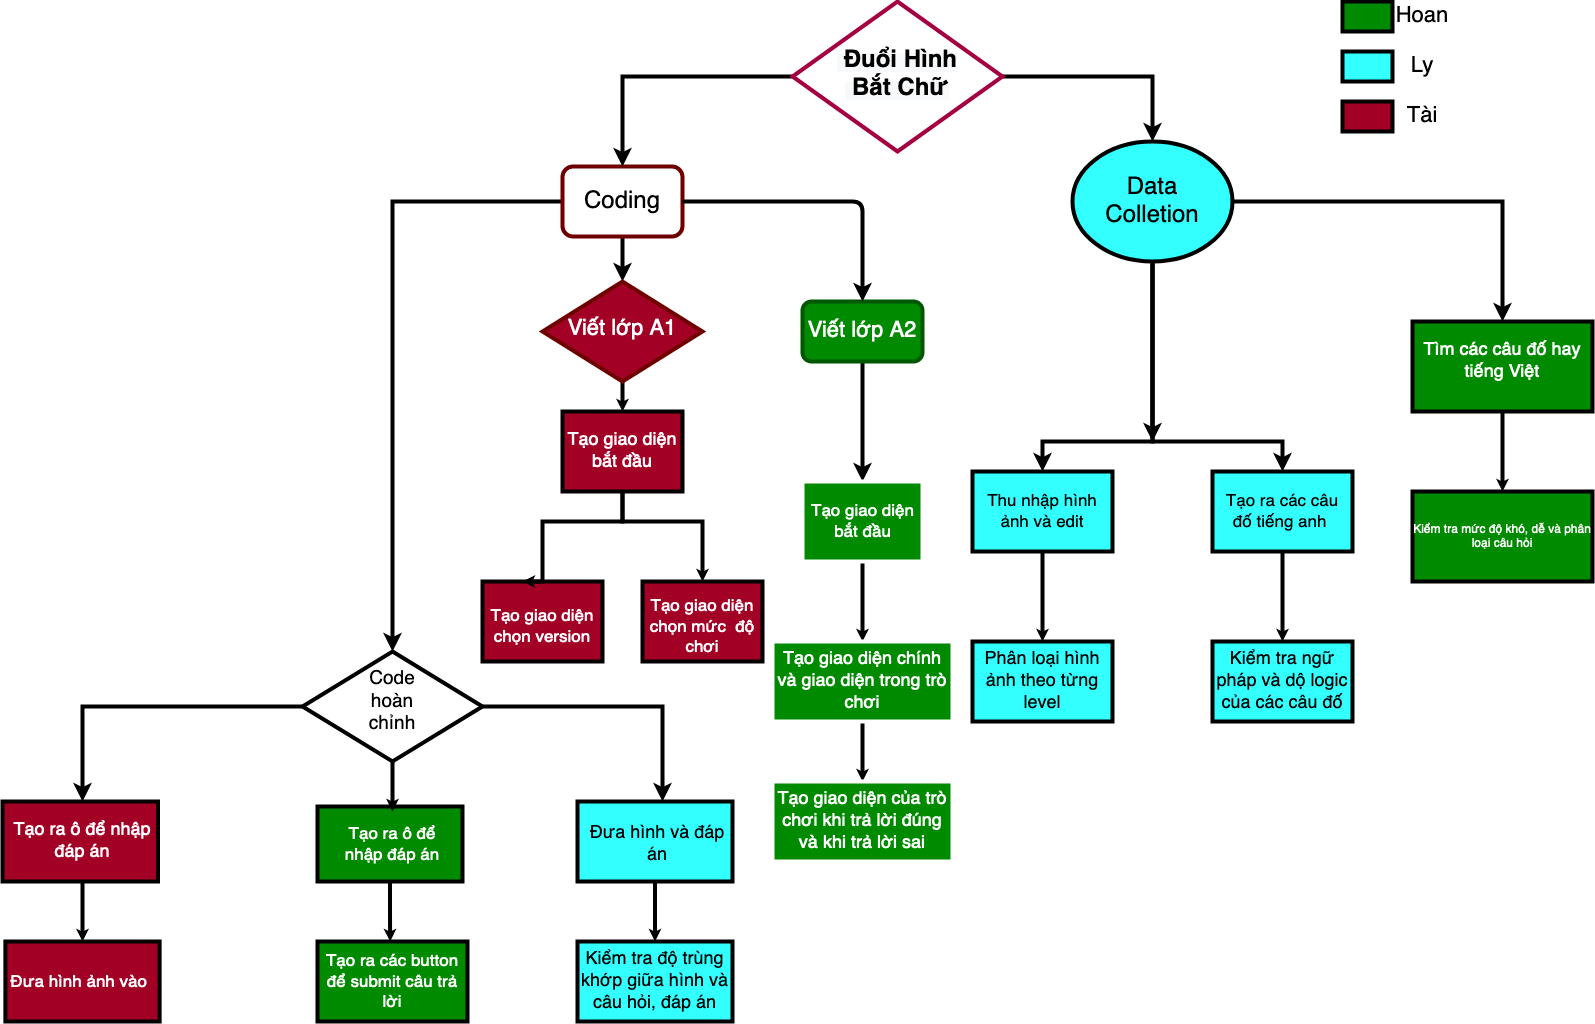 Đuổi Hình
Bắt Chữ
Hoan
Ly
Tài
Coding
Data
Colletion
Viết lớp A1
Viết lớp A2
Tìm các câu đố hay
tiếng Việt
Tạo giao diện
bắt đầu
Tạo giao diện
bắt đầu
Thu nhập hình
ảnh và edit
Tạo ra các câu
đố tiếng anh
Kiểm tra mức độ khó, dễ và phân
loại câu hỏi
Tạo giao diện
chọn version
Tạo giao diện
chọn mức  độ
chơi
Code
hoàn
chỉnh
Tạo giao diện chính
và giao diện trong trò
chơi
Phân loại hình
ảnh theo từng
level
Kiểm tra ngữ
pháp và dộ logic
của các câu đố
Tạo ra ô để nhập
đáp án
Tạo ra ô để
nhập đáp án
Đưa hình và đáp
án
Tạo giao diện của trò
chơi khi trả lời đúng
và khi trả lời sai
Đưa hình ảnh vào
Tạo ra các button
để submit câu trả
lời
Kiểm tra độ trùng
khớp giữa hình và
câu hỏi, đáp án